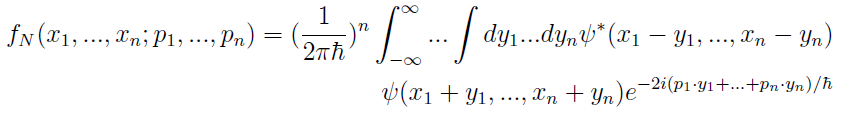 f_N(x_1, ..., x_n; p_1, ..., p_n) = (\frac{1}{2\pi\hbar})^n \int_{-\infty}^{\infty} ... \int dy_1...dy_n \psi^*(x_1 - y_1, ..., x_n - y_n)
\psi(x_1 + y_1, ..., x_n + y_n)e^{-2i(p_1 \cdot y_1 + ... + p_n \cdot y_n)/\hbar}